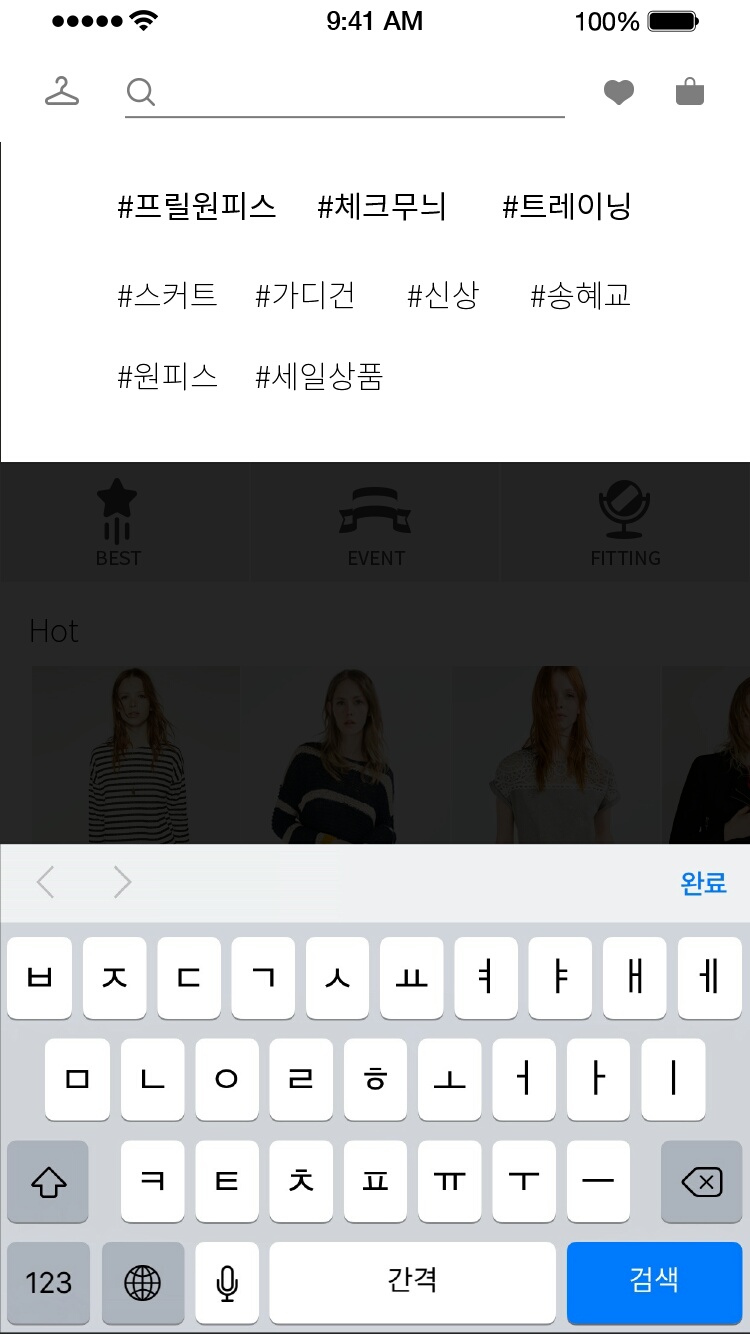 9:41 AM 100%
#프릴원피스 #체크무늬 #트레이닝
#스커트 #가디건 #신상 #송혜교
#원피스 #세일상품
BEST EVENT FITTING
Hot
완료
ㅂ ㅈ ㄷ ㄱ ㅅ ㅛ ㅕ ㅑ ㅐ ㅔ
ㅁ ㄴ ㅇ ㄹ ㅎ ㅗ ㅓ ㅏ ㅣ
ㅋ ㅌ ㅊ ㅍ ㅠ ㅜ ㅡ
123 간격 검색